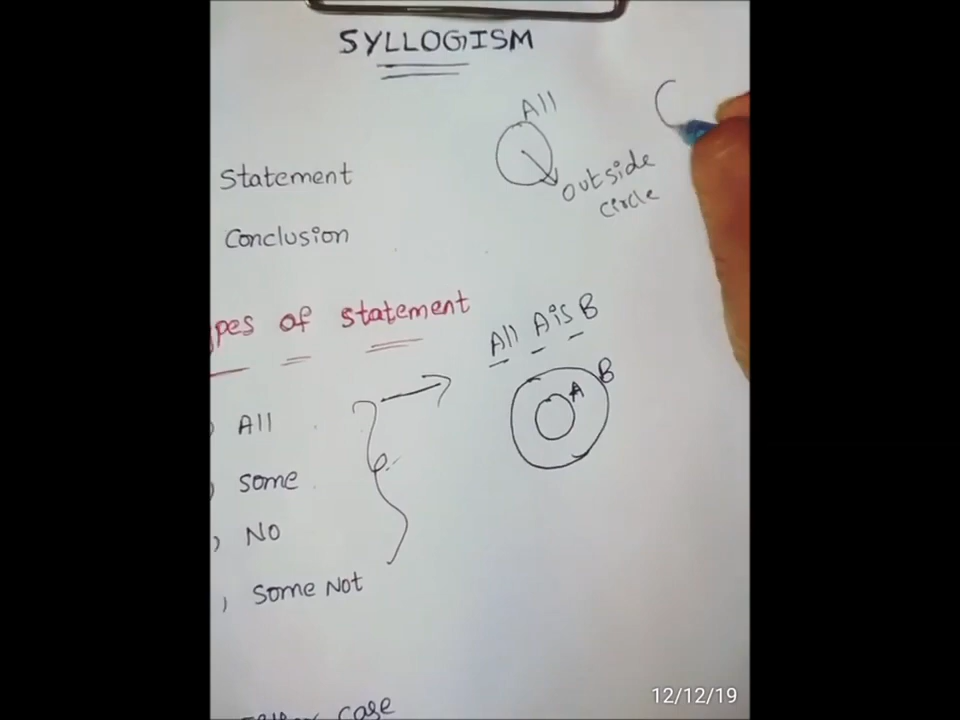 SYLLOGISM
All
Statement
outside
circle
Conclusion
pes of statement
All A is B
B
A
All
Some
, No
, Some Not
case
12/12/19